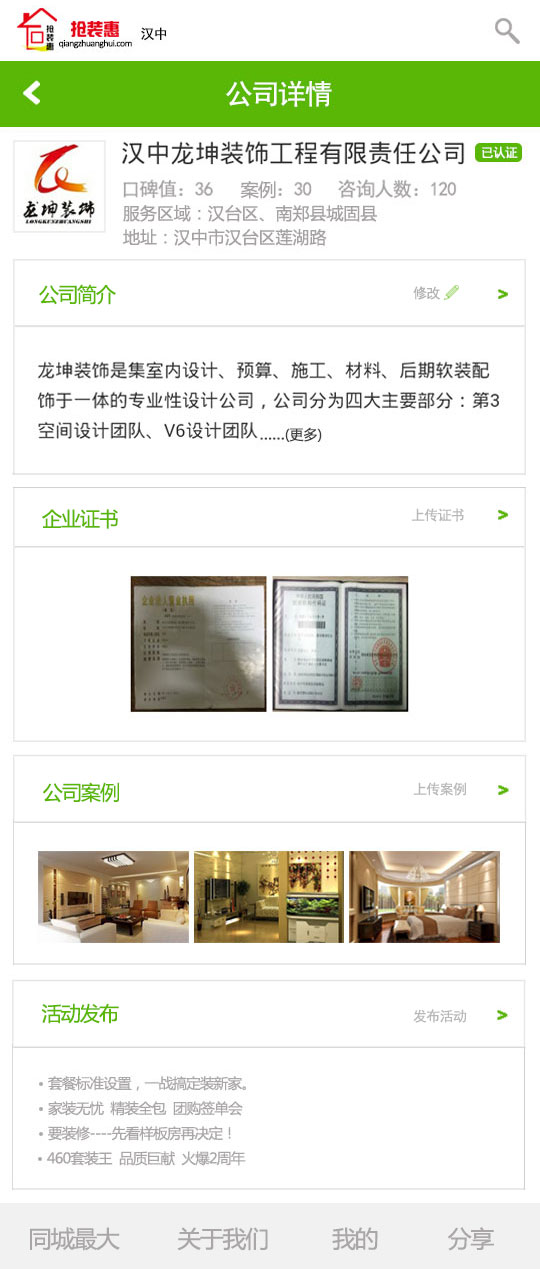 抢装惠
抢装惠
qiangzhuanghui.com
汉中
公司详情
龙坤装饰
LONGKUNZHUANGSHI
汉中龙坤装饰工程有限责任公司 已认证
口碑值：36 案例：30 咨询人数：120
服务区域：汉台区、南郑县城固县
地址：汉中市汉台区莲湖路
公司简介 修改 >
龙坤装饰是集室内设计、预算、施工、材料、后期软装配
饰于一体的专业性设计公司，公司分为四大主要部分：第3
空间设计团队、V6设计团队......(更多)
企业证书 上传证书 >
企业法人营业执照
公司案例 上传案例 >
活动发布 发布活动 >
• 套餐标准设置，一战搞定装新家。
• 家装无忧 精装全包 团购签单会
• 要装修----先看样板房再决定！
• 460套装王 品质巨献 火爆2周年
同城最大 关于我们 我的 分享